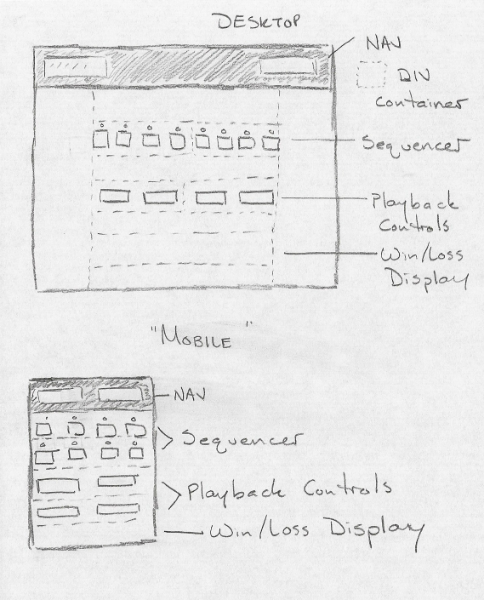 DESKTOP
NAV
DIV
Container
Sequencer
Playback
Controls
Win/Loss
Display
"MOBILE"
NAV
Sequencer
Playback Controls
Win/Loss Display